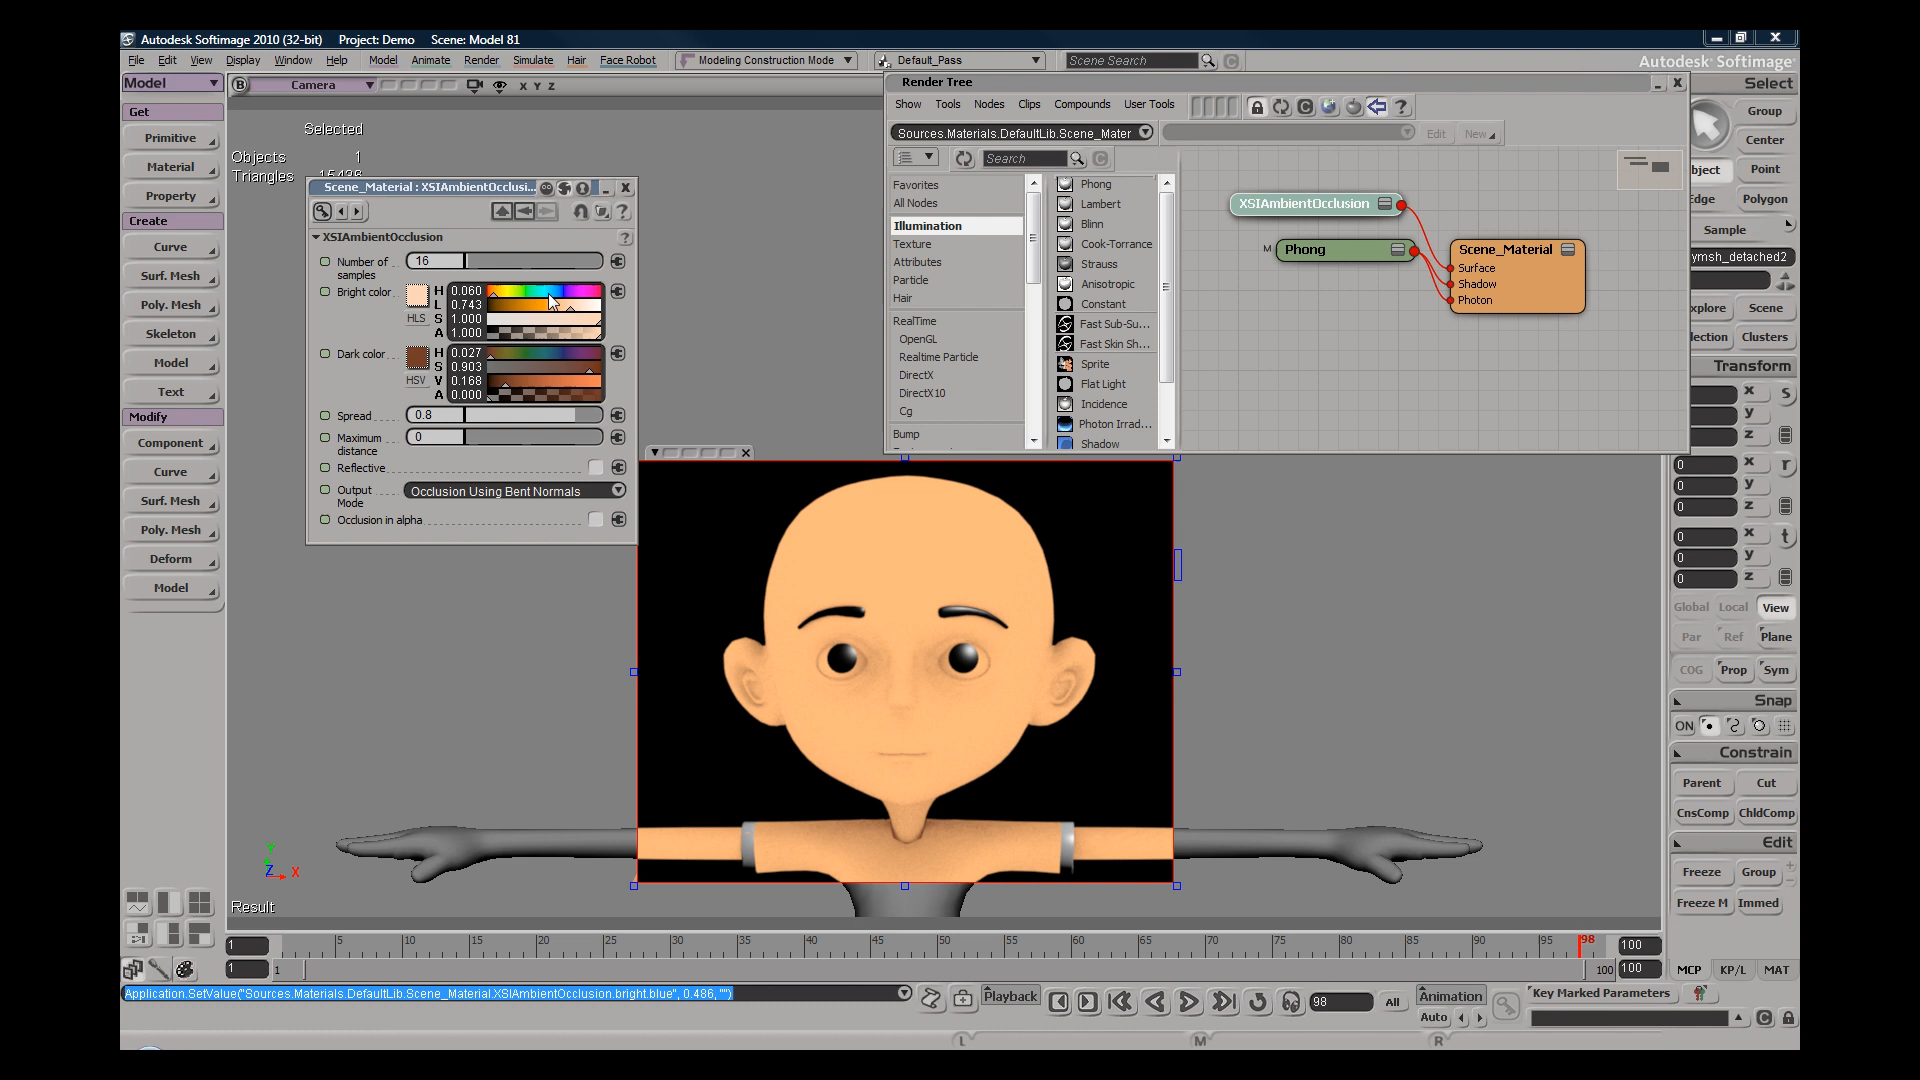 Autodesk Softimage 2010 (32-bit) Project: Demo Scene: Model 81
File Edit View Display Window Help Model Animate Render Simulate Hair Face Robot Modeling Construction Mode Default_Pass Scene Search
Autodesk® Softimage®
Model
B Camera X Y Z
Render Tree
Select
Show Tools Nodes Clips Compounds User Tools
Sources.Materials.DefaultLib.Scene_Mater Edit New
Search
Get
Primitive
Material
Property
Create
Curve
Surf. Mesh
Poly. Mesh
Skeleton
Model
Text
Modify
Component
Curve
Surf. Mesh
Poly. Mesh
Deform
Model
Selected
Objects 1
Triangles
Scene_Material : XSIAmbientOcclusi...
XSIAmbientOcclusion
Number of samples 16
Bright color H 0.060
L 0.743
HLS S 1.000
A 1.000
Dark color H 0.027
S 0.903
HSV V 0.168
A 0.000
Spread 0.8
Maximum distance 0
Reflective
Output Mode Occlusion Using Bent Normals
Occlusion in alpha
Favorites
All Nodes
Illumination
Texture
Attributes
Particle
Hair
RealTime
OpenGL
Realtime Particle
DirectX
DirectX10
Cg
Bump
Phong
Lambert
Blinn
Cook-Torrance
Strauss
Anisotropic
Constant
Fast Sub-Su...
Fast Skin Sh...
Sprite
Flat Light
Incidence
Photon Irrad...
Shadow
XSIAmbientOcclusion
M Phong
Scene_Material
Surface
Shadow
Photon
Group
Center
bject Point
Edge Polygon
Sample
ymsh_detached2
xplore Scene
lection Clusters
Transform
x s
y
z
0 x r
0 y
0 z
0 x t
0 y
0 z
Global Local View
Par Ref Plane
COG Prop Sym
Snap
ON
Constrain
Parent Cut
CnsComp ChldComp
Edit
Freeze Group
Freeze M Immed
Y
Z X
Result
1 5 10 15 20 25 30 35 40 45 50 55 60 65 70 75 80 85 90 95 98 100
1 1 100 100
MCP KP/L MAT
Application.SetValue("Sources.Materials.DefaultLib.Scene_Material.XSIAmbientOcclusion.bright.blue", 0.486, "")
Playback 98 All Animation
Auto
Key Marked Parameters
L M R